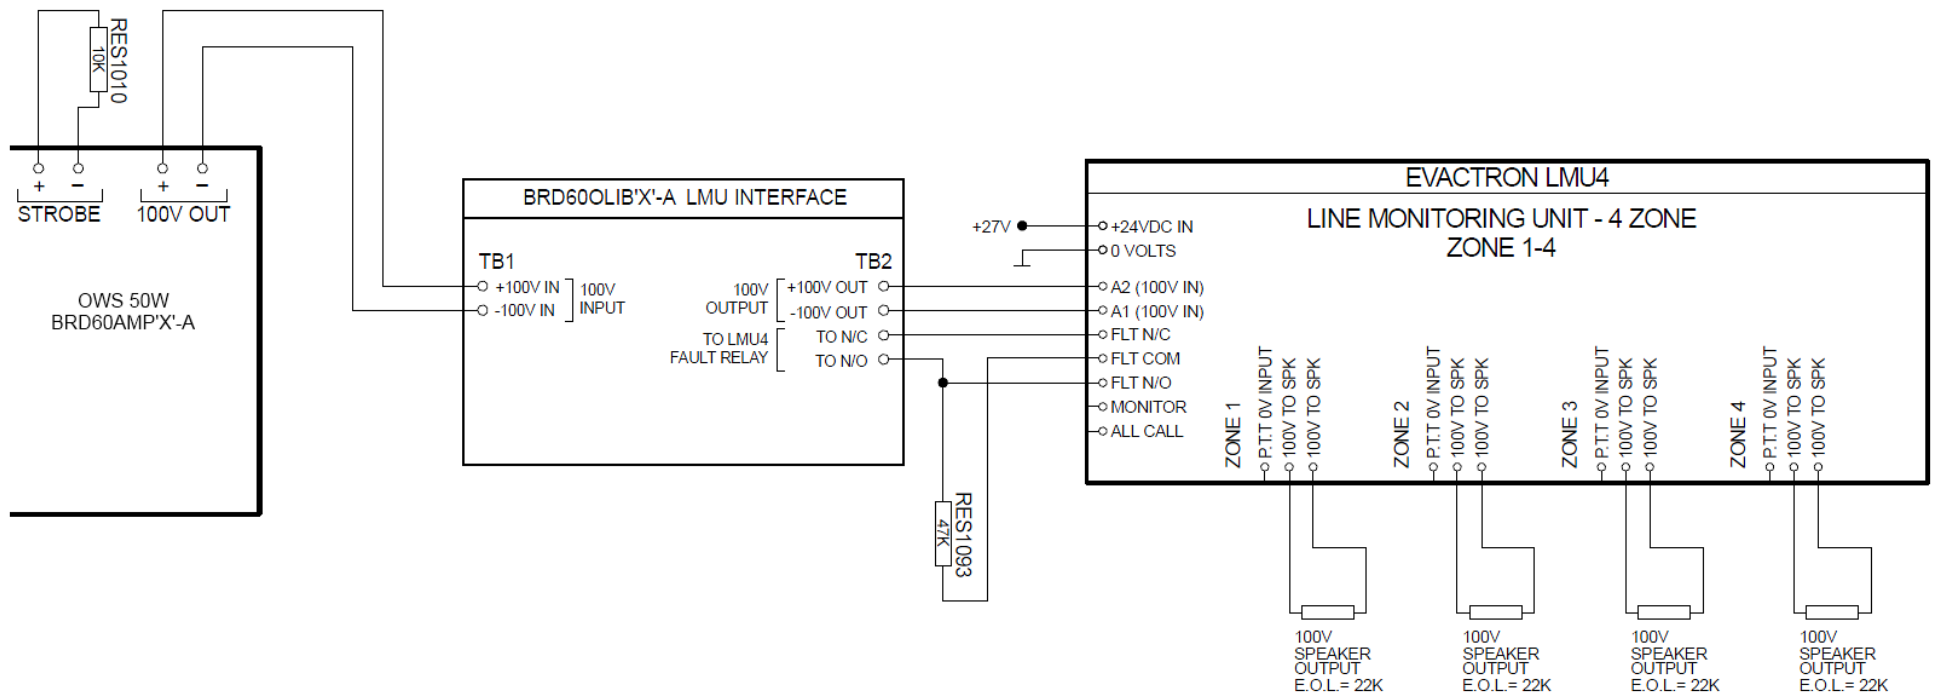 RES1010
10K
+ −
STROBE
+ −
100V OUT
OWS 50W
BRD60AMP'X'-A
BRD60OLIB'X'-A LMU INTERFACE
TB1
+100V IN
-100V IN
100V
INPUT
TB2
100V
OUTPUT
+100V OUT
-100V OUT
TO LMU4
FAULT RELAY
TO N/C
TO N/O
RES1093
47K
+27V
EVACTRON LMU4
LINE MONITORING UNIT - 4 ZONE
ZONE 1-4
+24VDC IN
0 VOLTS
A2 (100V IN)
A1 (100V IN)
FLT N/C
FLT COM
FLT N/O
MONITOR
ALL CALL
ZONE 1
P.T.T 0V INPUT
100V TO SPK
100V TO SPK
ZONE 2
P.T.T 0V INPUT
100V TO SPK
100V TO SPK
ZONE 3
P.T.T 0V INPUT
100V TO SPK
100V TO SPK
ZONE 4
P.T.T 0V INPUT
100V TO SPK
100V TO SPK
100V
SPEAKER
OUTPUT
E.O.L.= 22K
100V
SPEAKER
OUTPUT
E.O.L.= 22K
100V
SPEAKER
OUTPUT
E.O.L.= 22K
100V
SPEAKER
OUTPUT
E.O.L.= 22K